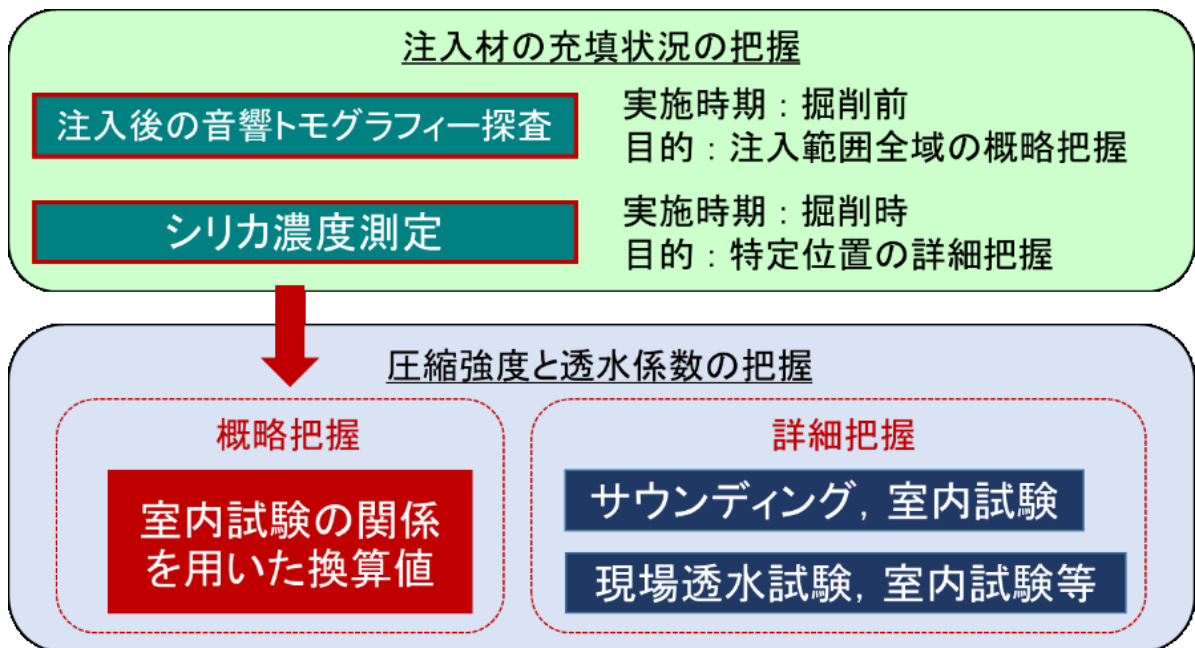 注入材の充填状況の把握
注入後の音響トモグラフィー探査
実施時期：掘削前
目的：注入範囲全域の概略把握
シリカ濃度測定
実施時期：掘削時
目的：特定位置の詳細把握
圧縮強度と透水係数の把握
概略把握
室内試験の関係
を用いた換算値
詳細把握
サウンディング, 室内試験
現場透水試験, 室内試験等